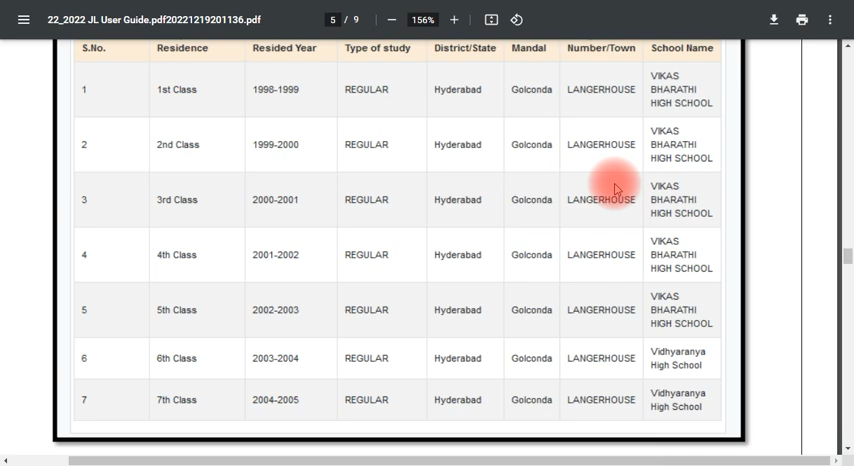 22_2022 JL User Guide.pdf20221219201136.pdf 5 / 9 156%
S.No. Residence Resided Year Type of study District/State Mandal Number/Town School Name
1 1st Class 1998-1999 REGULAR Hyderabad Golconda LANGERHOUSE VIKAS
BHARATHI
HIGH SCHOOL
2 2nd Class 1999-2000 REGULAR Hyderabad Golconda LANGERHOUSE VIKAS
BHARATHI
HIGH SCHOOL
3 3rd Class 2000-2001 REGULAR Hyderabad Golconda LANGERHOUSE VIKAS
BHARATHI
HIGH SCHOOL
4 4th Class 2001-2002 REGULAR Hyderabad Golconda LANGERHOUSE VIKAS
BHARATHI
HIGH SCHOOL
5 5th Class 2002-2003 REGULAR Hyderabad Golconda LANGERHOUSE VIKAS
BHARATHI
HIGH SCHOOL
6 6th Class 2003-2004 REGULAR Hyderabad Golconda LANGERHOUSE Vidhyaranya
High School
7 7th Class 2004-2005 REGULAR Hyderabad Golconda LANGERHOUSE Vidhyaranya
High School